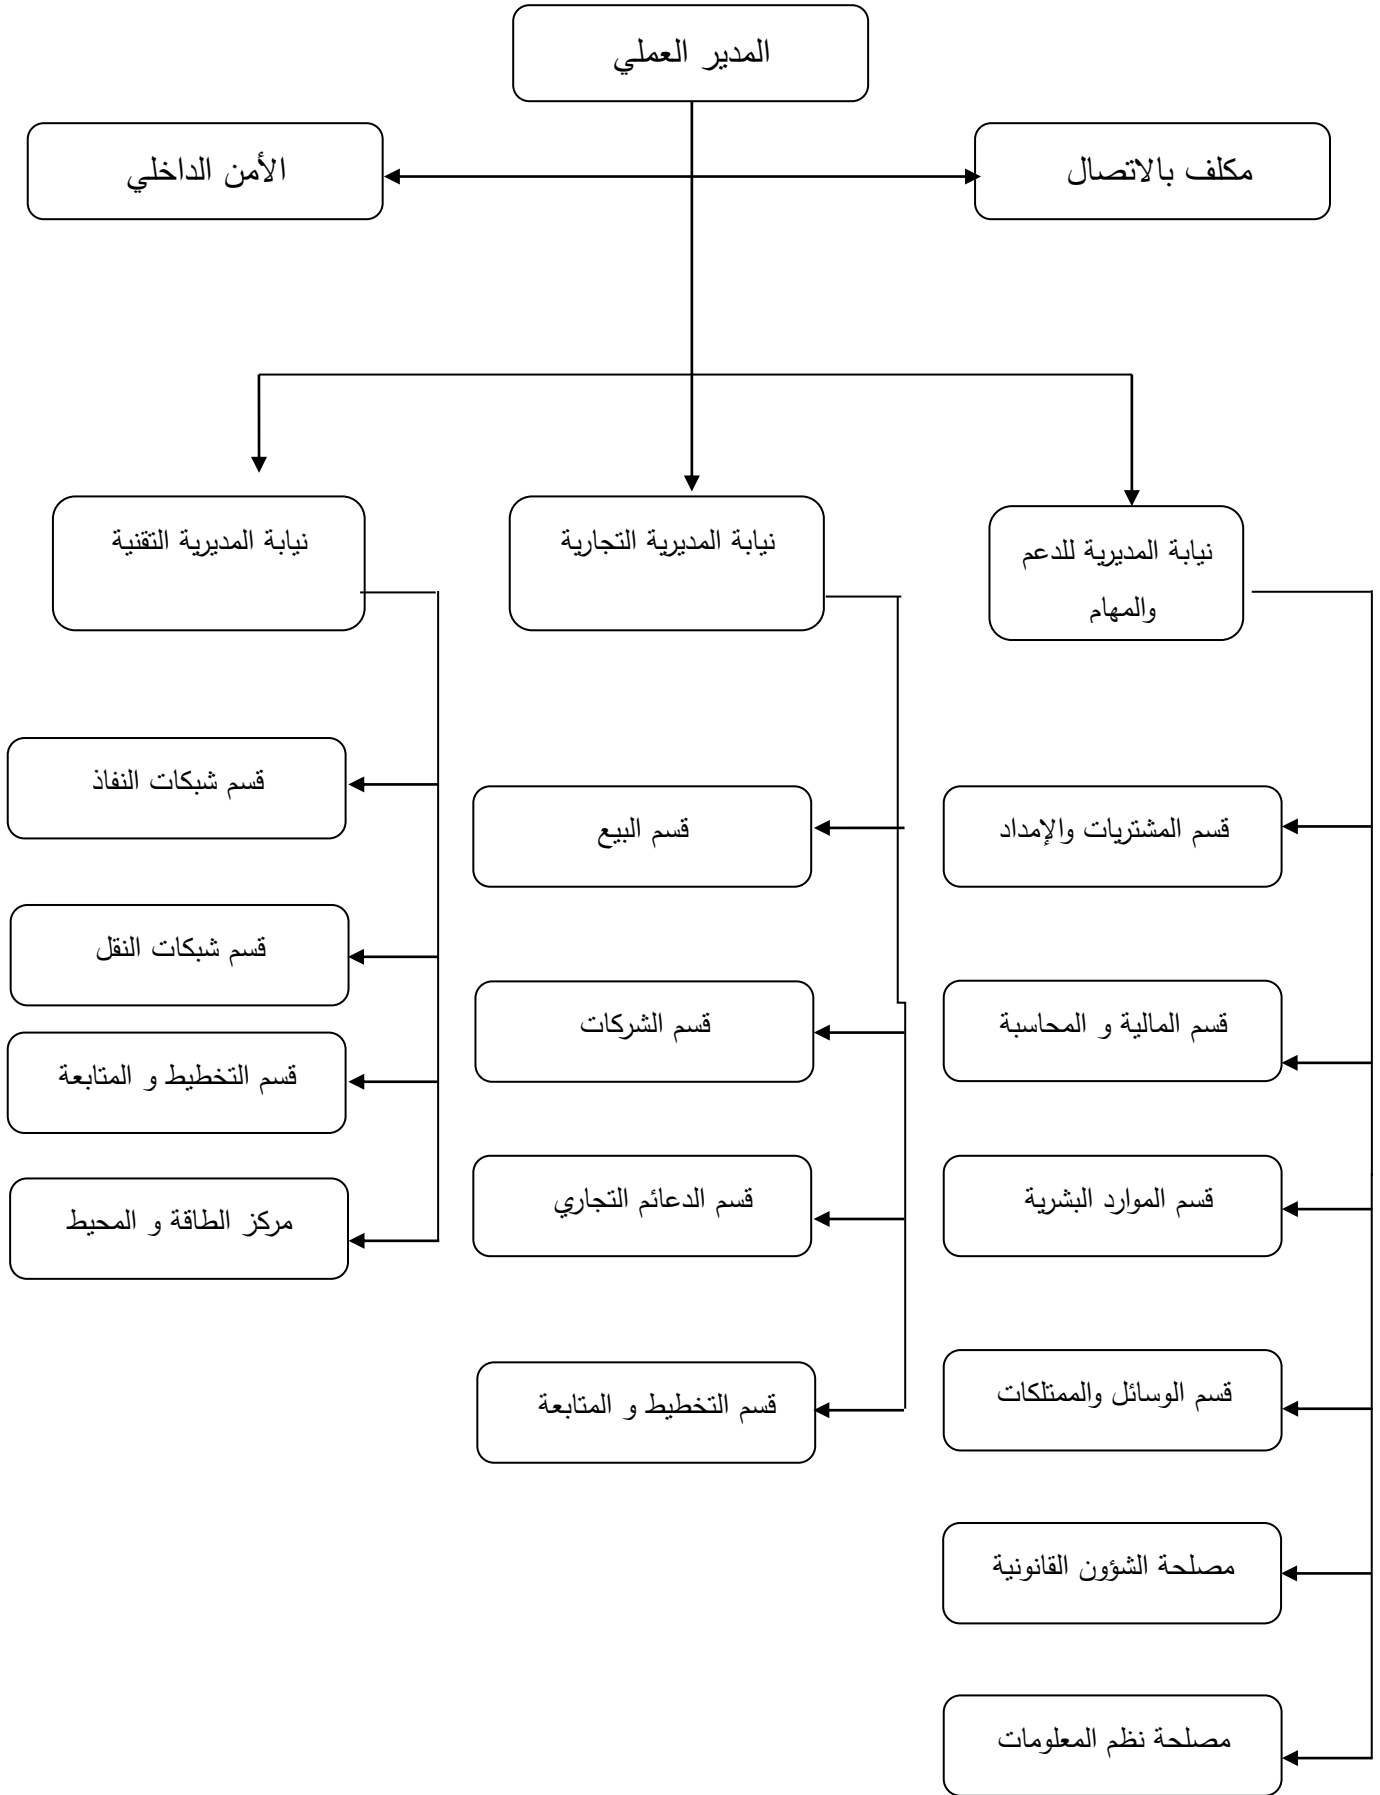 المدير العملي
مكلف بالاتصال
الأمن الداخلي
نيابة المديرية للدعم
والمهام
نيابة المديرية التجارية
نيابة المديرية التقنية
قسم المشتريات والإمداد
قسم المالية و المحاسبة
قسم الموارد البشرية
قسم الوسائل والممتلكات
مصلحة الشؤون القانونية
مصلحة نظم المعلومات
قسم البيع
قسم الشركات
قسم الدعائم التجاري
قسم التخطيط و المتابعة
قسم شبكات النفاذ
قسم شبكات النقل
قسم التخطيط و المتابعة
مركز الطاقة و المحيط